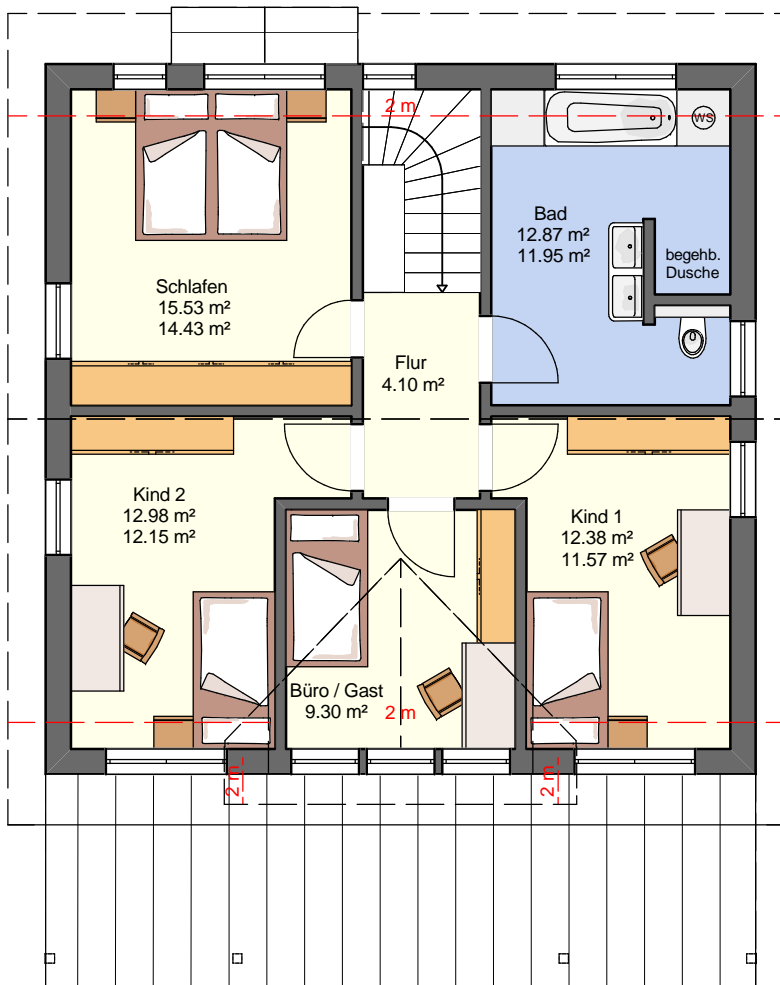 2 m
WS
Bad
12.87 m²
11.95 m²
begehb.
Dusche
Schlafen
15.53 m²
14.43 m²
Flur
4.10 m²
Kind 2
12.98 m²
12.15 m²
Kind 1
12.38 m²
11.57 m²
Büro / Gast
9.30 m²
2 m
2 m
2 m